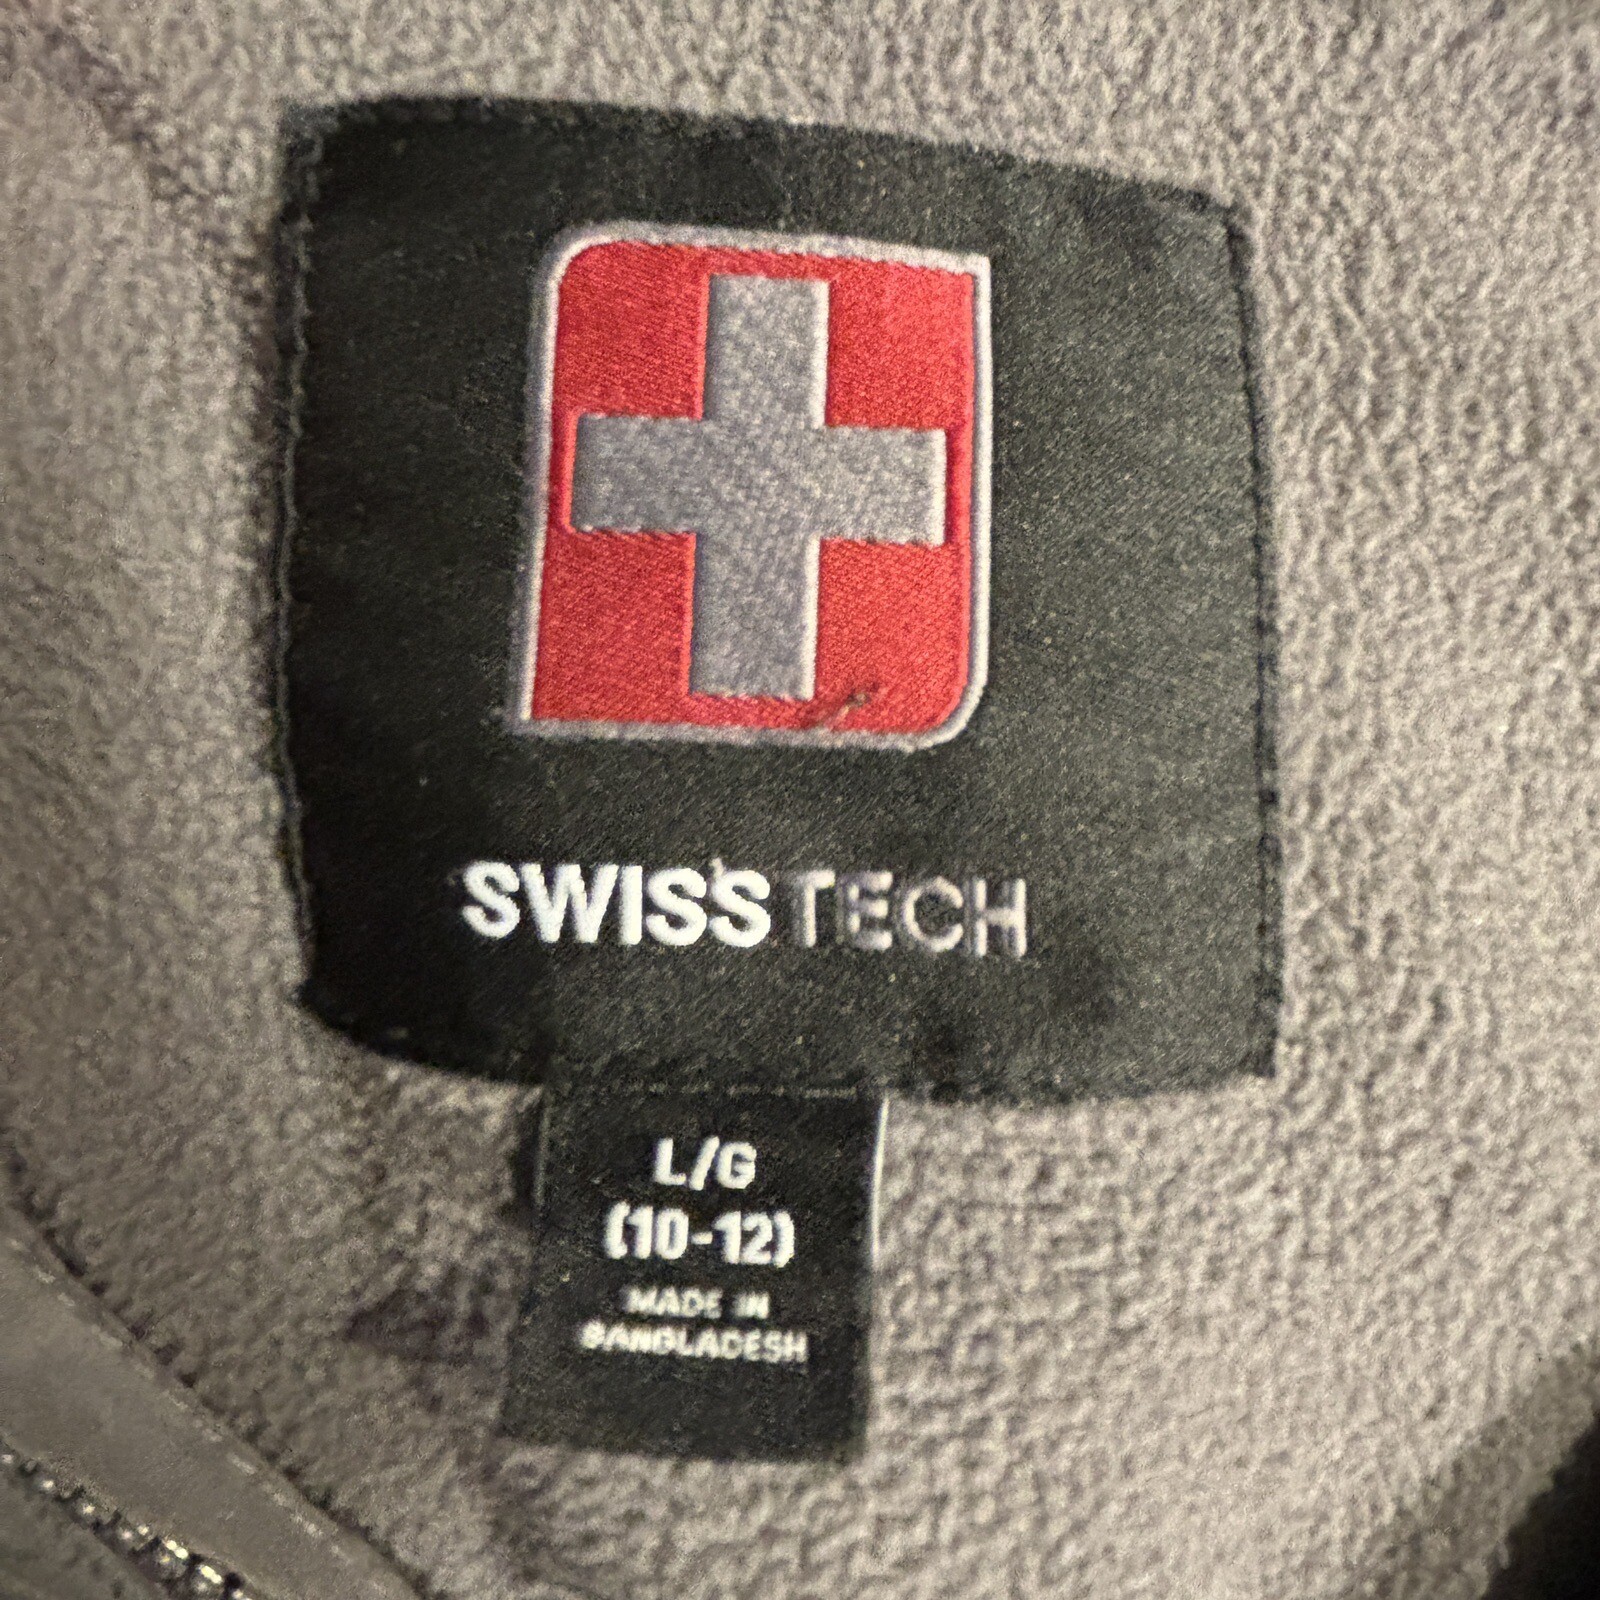 SWISSTECH
L/G
(10-12)
MADE IN
BANGLADESH